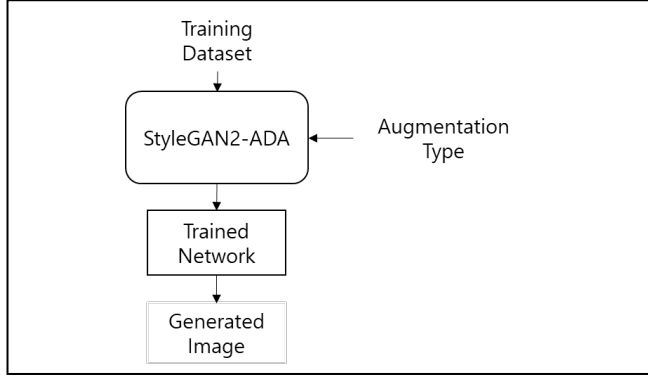 Training
Dataset
StyleGAN2-ADA
Augmentation
Type
Trained
Network
Generated
Image